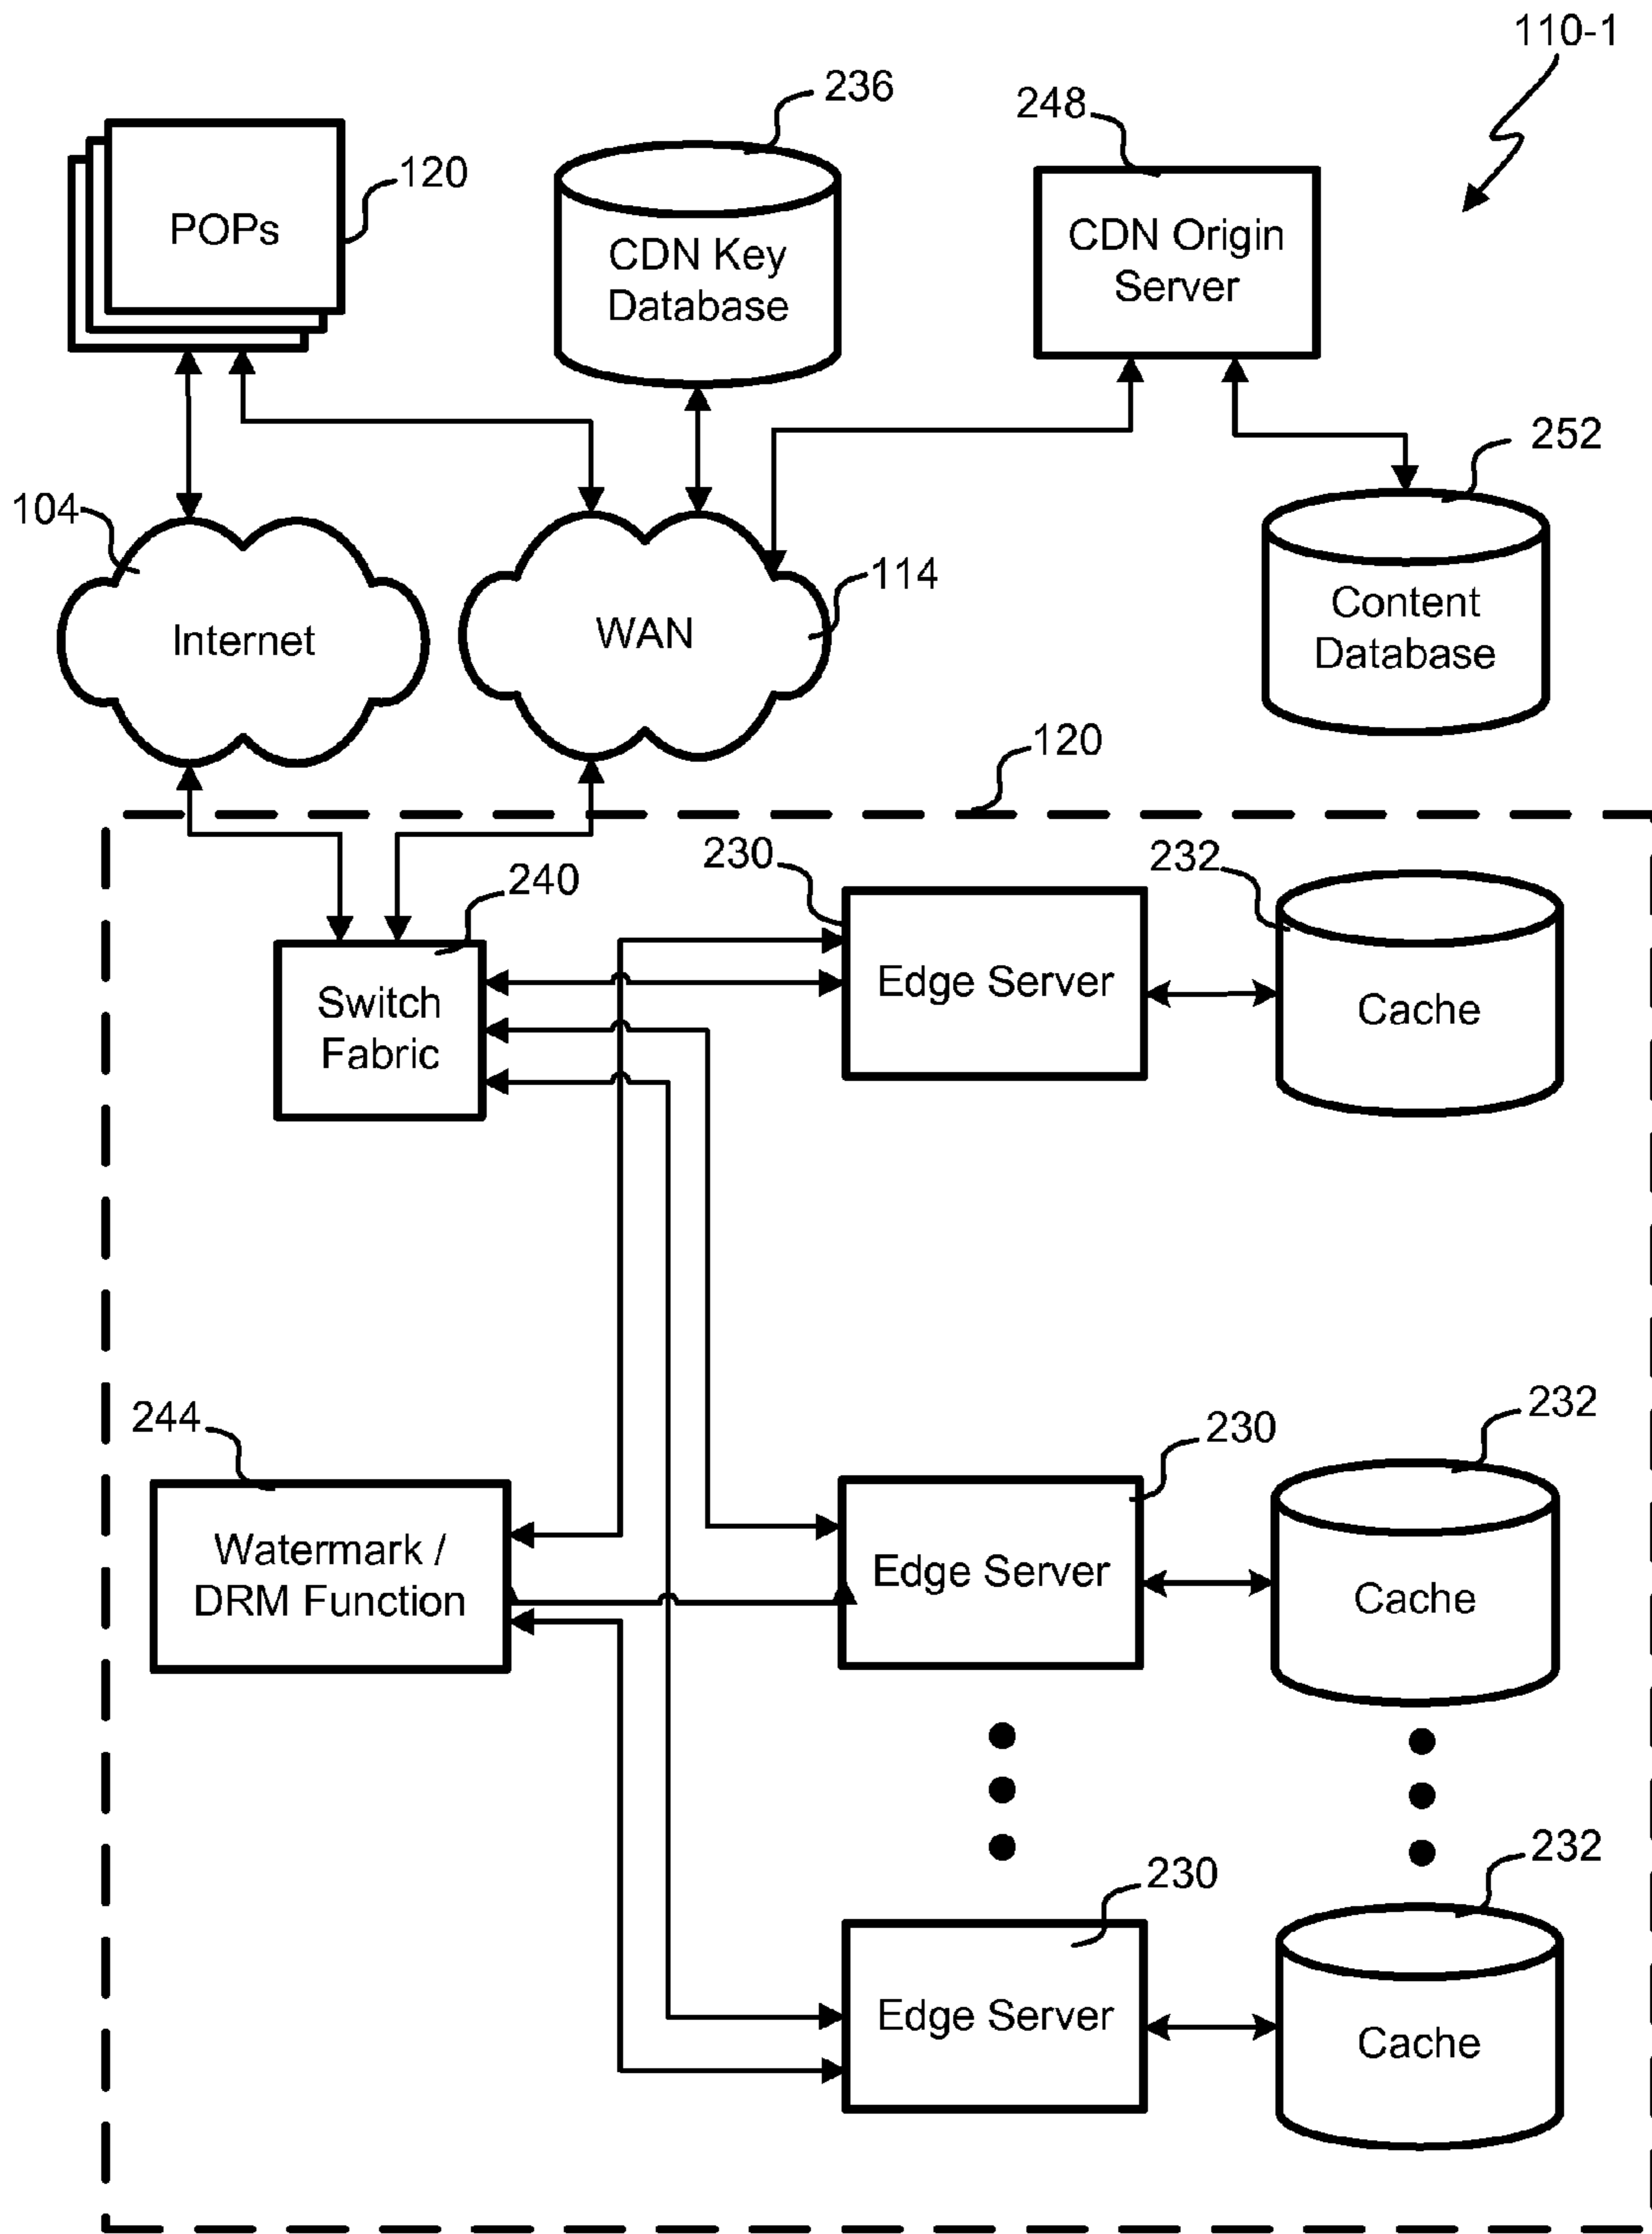 110-1
236
248
120
POPs
CDN Key
Database
CDN Origin
Server
252
104
114
Internet
WAN
Content
Database
120
230
232
240
Switch
Fabric
Edge Server
Cache
244
230
232
Watermark /
DRM Function
Edge Server
Cache
230
232
Edge Server
Cache